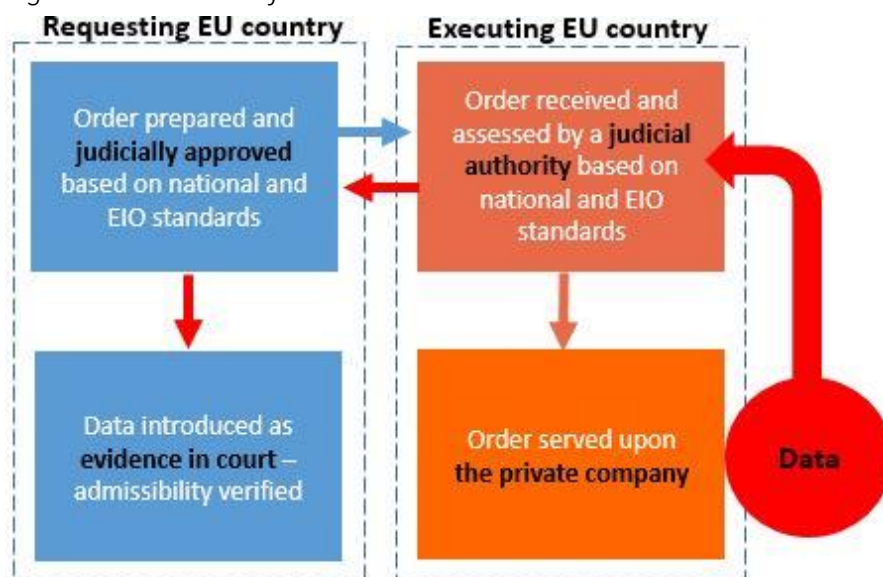 Requesting EU country
Executing EU country
Order prepared and
judicially approved
based on national and
EIO standards
Order received and
assessed by a judicial
authority based on
national and EIO
standards
Data introduced as
evidence in court –
admissibility verified
Order served upon
the private company
Data